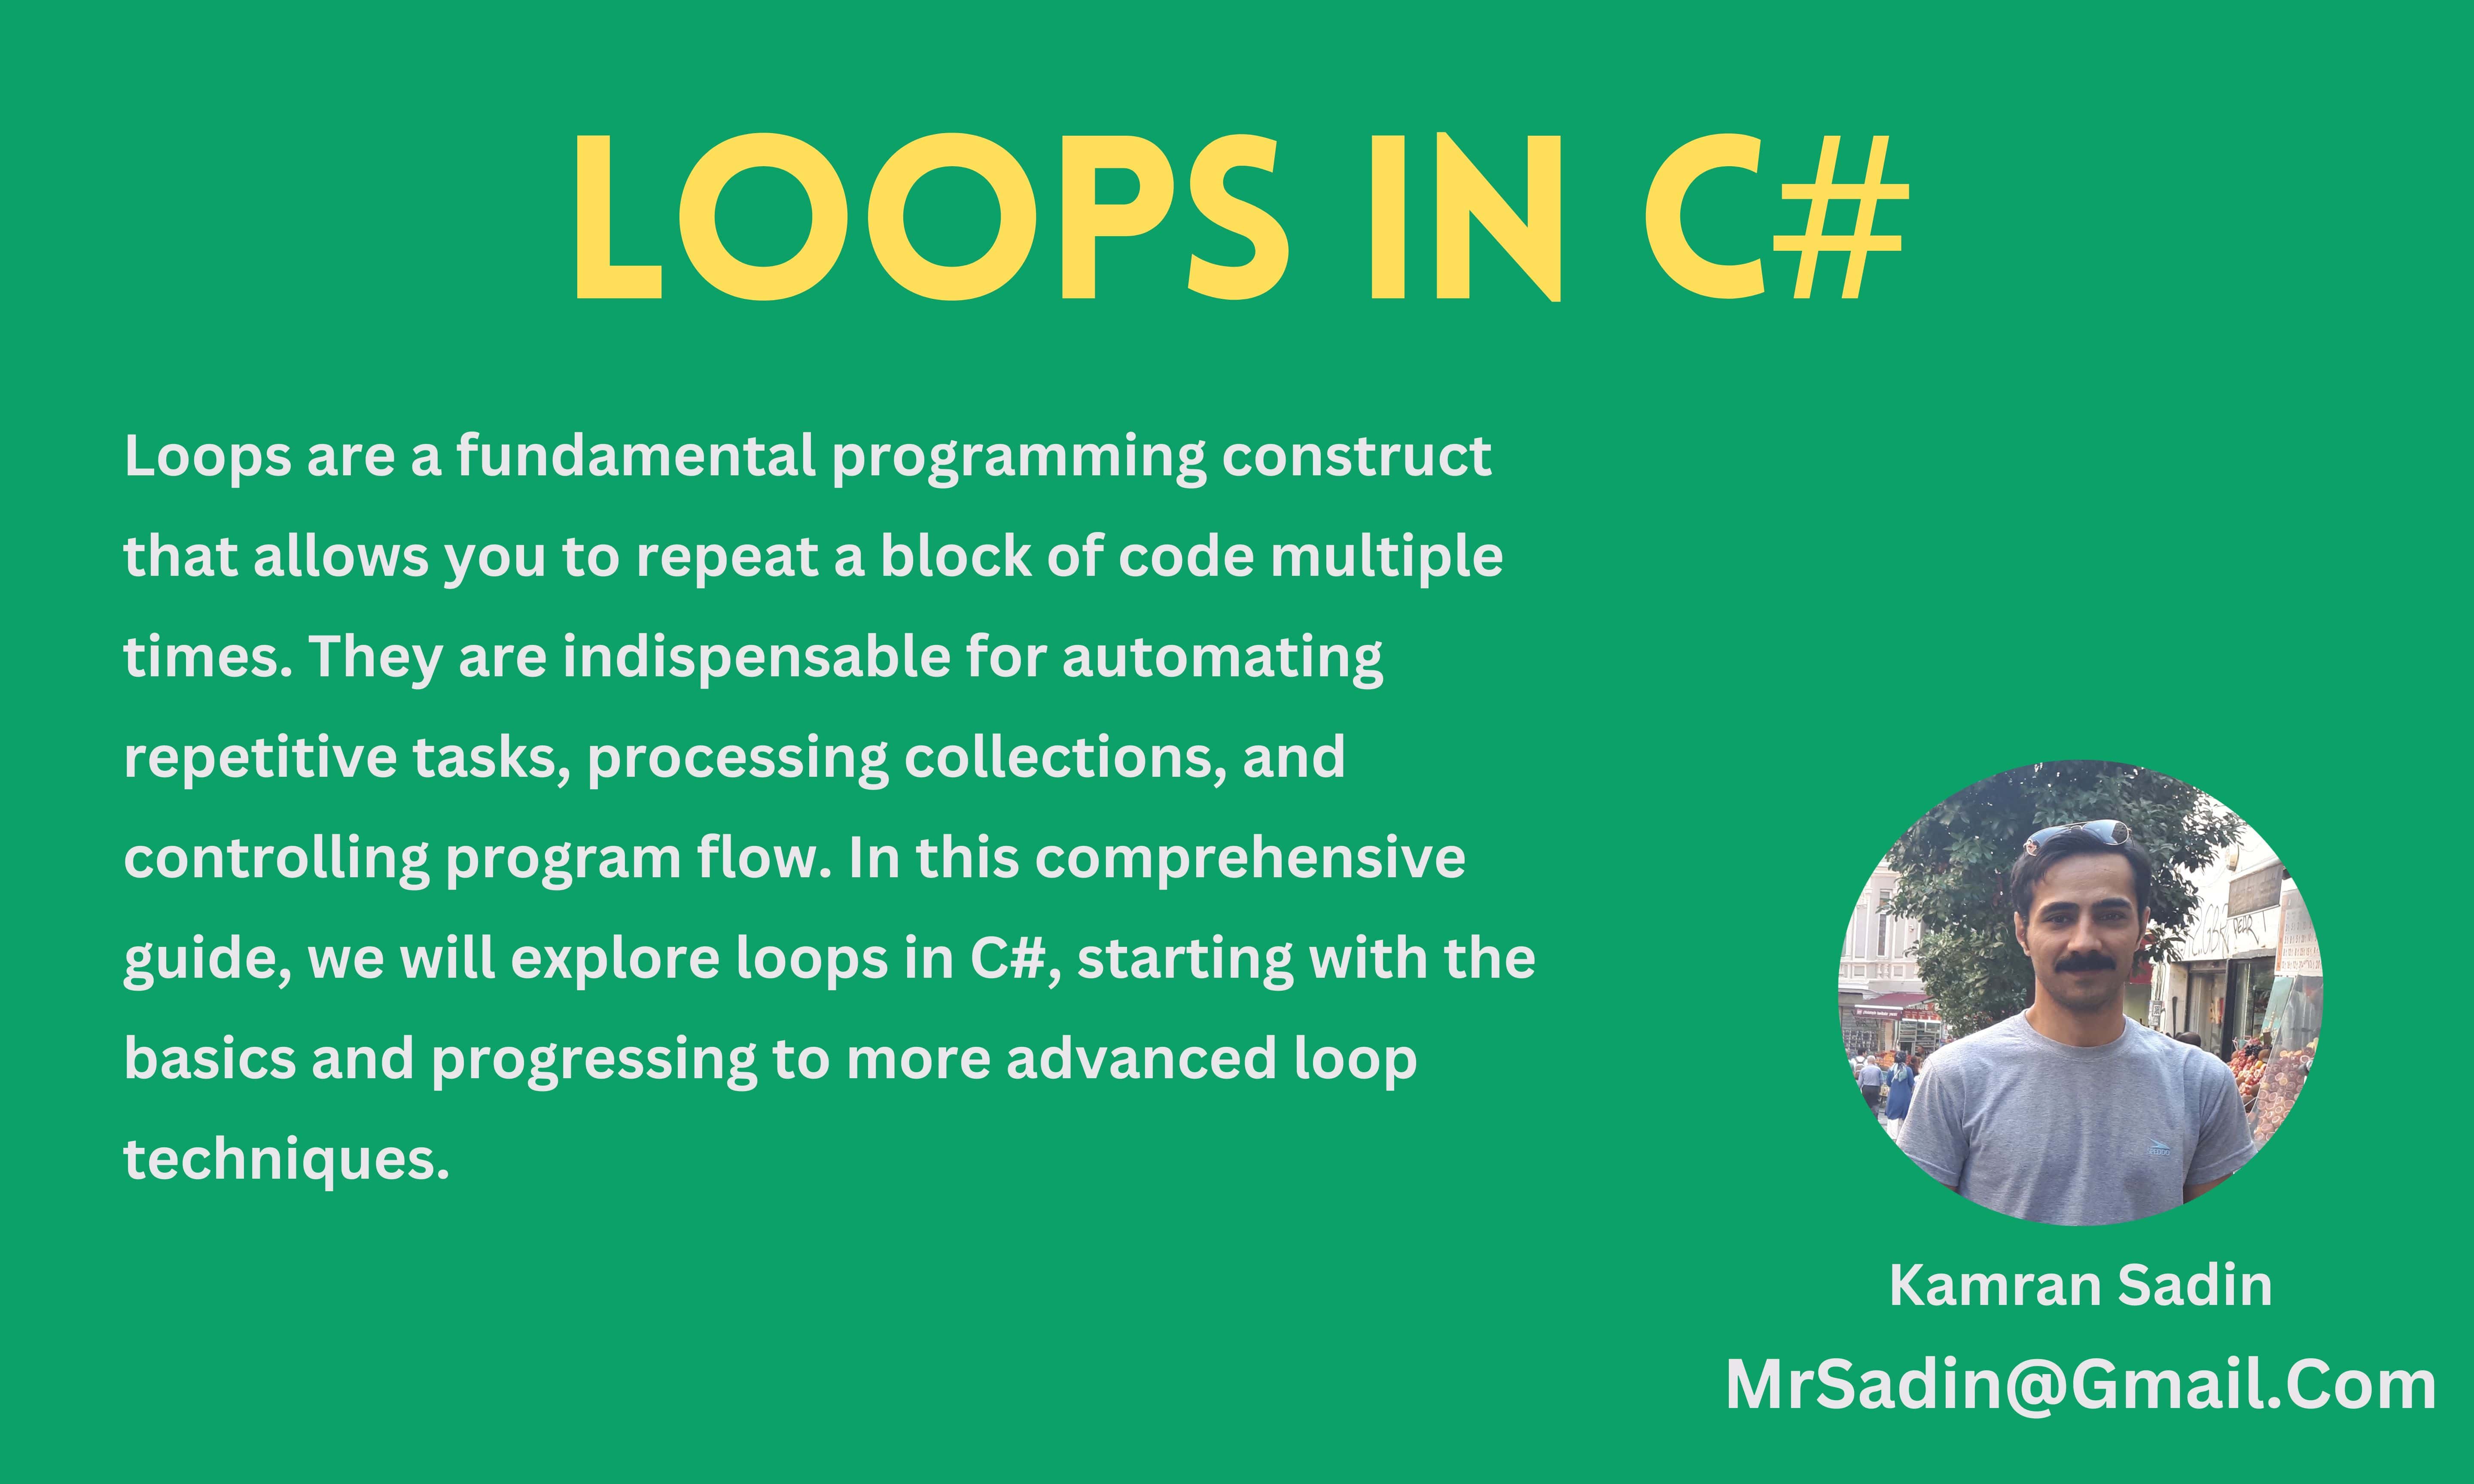 LOOPS IN C#
Loops are a fundamental programming construct
that allows you to repeat a block of code multiple
times. They are indispensable for automating
repetitive tasks, processing collections, and
controlling program flow. In this comprehensive
guide, we will explore loops in C#, starting with the
basics and progressing to more advanced loop
techniques.
Kamran Sadin
MrSadin@Gmail.Com